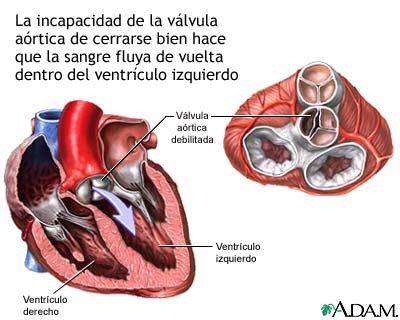 La incapacidad de la válvula
aórtica de cerrarse bien hace
que la sangre fluya de vuelta
dentro del ventrículo izquierdo
Válvula
aórtica
debilitada
Ventrículo
izquierdo
Ventrículo
derecho
A.D.A.M.